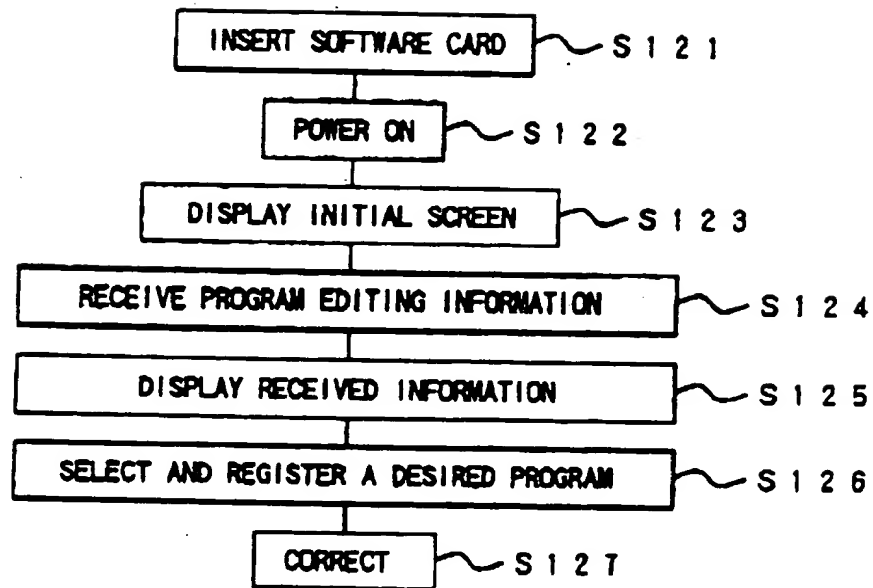 INSERT SOFTWARE CARD S121
POWER ON S122
DISPLAY INITIAL SCREEN S123
RECEIVE PROGRAM EDITING INFORMATION S124
DISPLAY RECEIVED INFORMATION S125
SELECT AND REGISTER A DESIRED PROGRAM S126
CORRECT S127